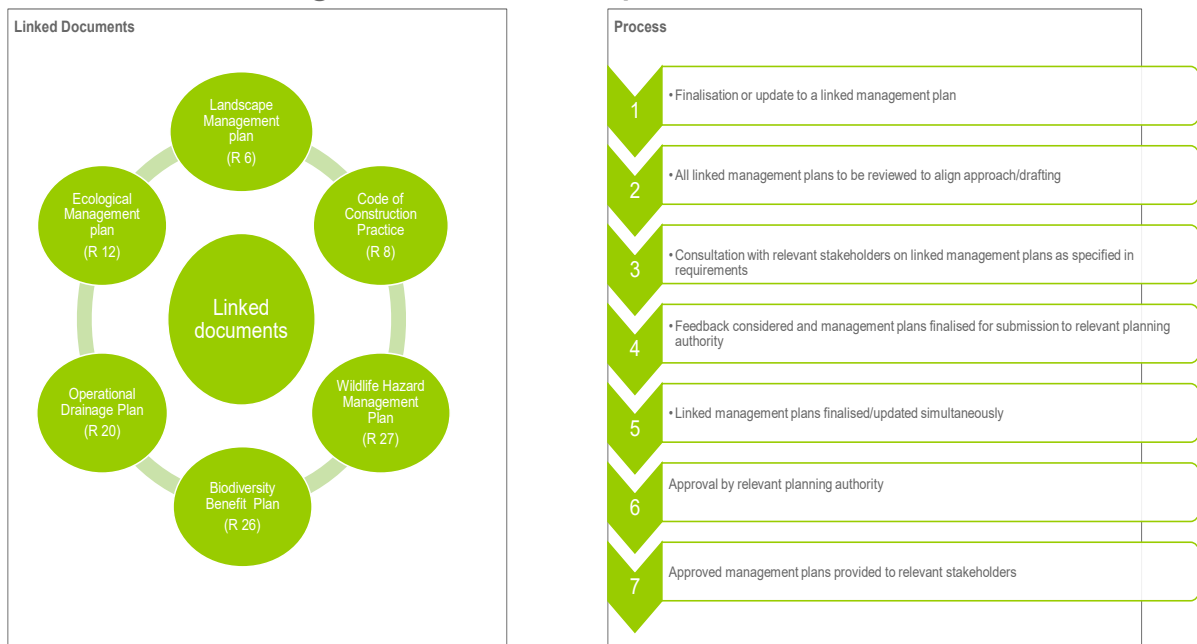 Linked Documents
Landscape
Management
plan
(R 6)
Code of
Construction
Practice
(R 8)
Wildlife Hazard
Management
Plan
(R 27)
Biodiversity
Benefit Plan
(R 26)
Operational
Drainage Plan
(R 20)
Ecological
Management
plan
(R 12)
Linked
documents
Process
1
• Finalisation or update to a linked management plan
2
• All linked management plans to be reviewed to align approach/drafting
3
• Consultation with relevant stakeholders on linked management plans as specified in
requirements
4
• Feedback considered and management plans finalised for submission to relevant planning
authority
5
• Linked management plans finalised/updated simultaneously
6
Approval by relevant planning authority
7
Approved management plans provided to relevant stakeholders